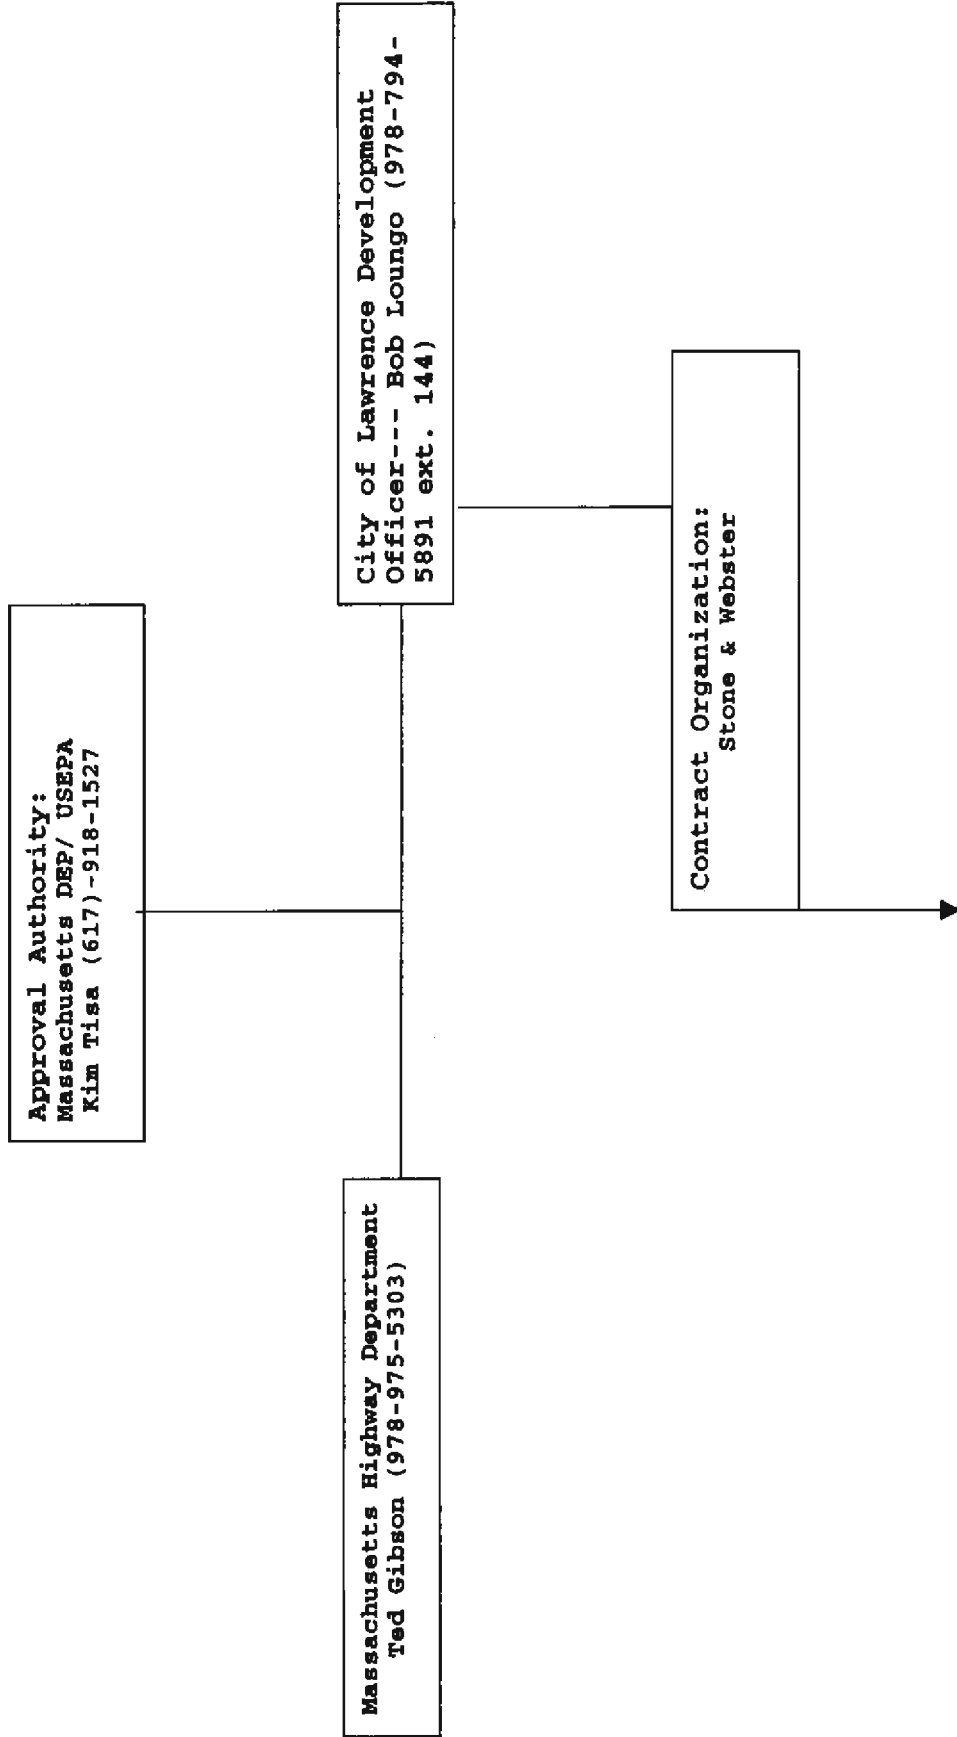 Approval Authority:
Massachusetts DEP/ USEPA
Kim Tisa (617)-918-1527
Massachusetts Highway Department
Ted Gibson (978-975-5303)
City of Lawrence Development
Officer--- Bob Loungo (978-794-
5891 ext. 144)
Contract Organization:
Stone & Webster